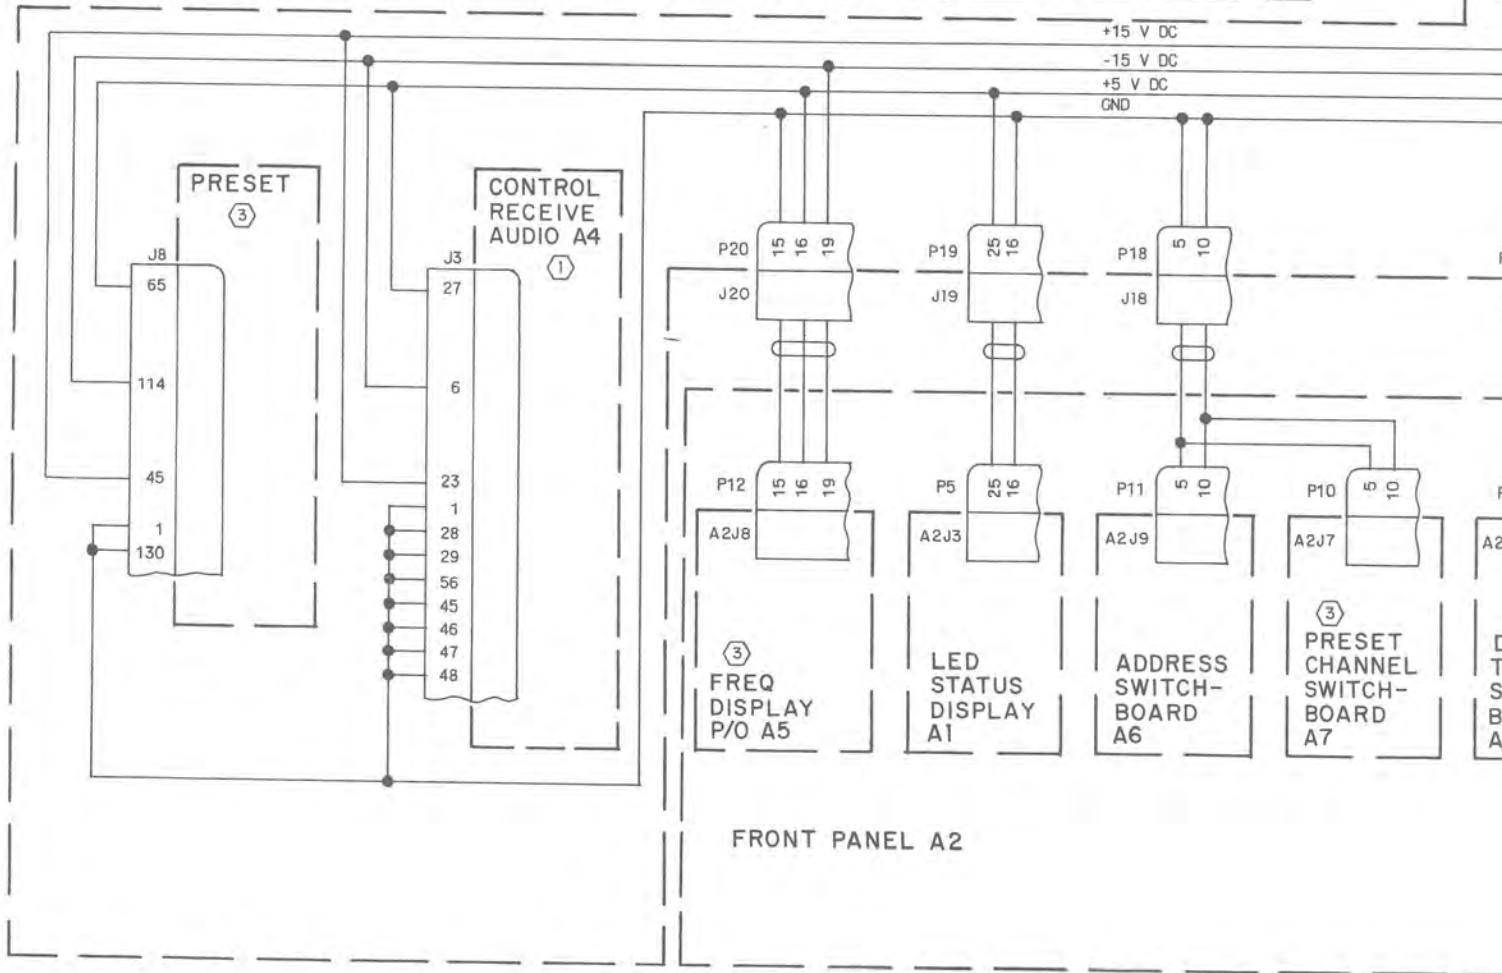 +15 V DC
-15 V DC
+5 V DC
GND
PRESET
3
J8
65
114
45
1
130
CONTROL
RECEIVE
AUDIO A4
1
J3
27
6
23
1
28
29
56
45
46
47
48
P20
15 16 19
J20
P19
25 16
J19
P18
5 10
J18
P12
15 16 19
A2J8
P5
25 16
A2J3
P11
5 10
A2J9
P10
5 10
A2J7
3
FREQ
DISPLAY
P/O A5
LED
STATUS
DISPLAY
A1
ADDRESS
SWITCH-
BOARD
A6
3
PRESET
CHANNEL
SWITCH-
BOARD
A7
FRONT PANEL A2